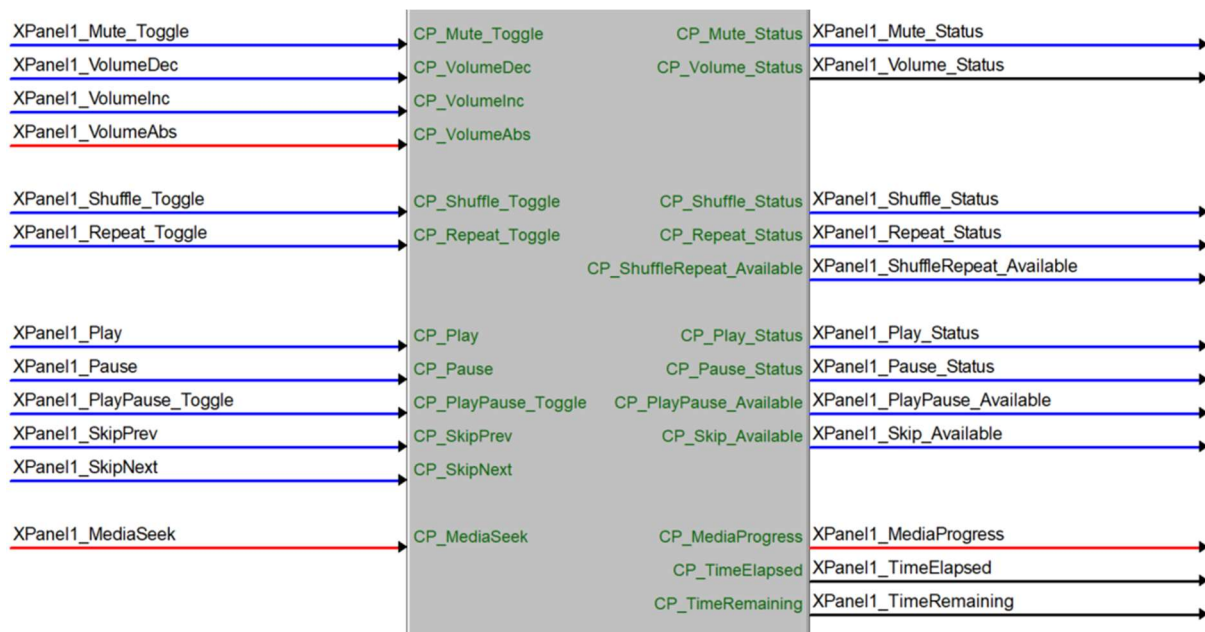 XPanel1_Mute_Toggle CP_Mute_Toggle CP_Mute_Status XPanel1_Mute_Status
XPanel1_VolumeDec CP_VolumeDec CP_Volume_Status XPanel1_Volume_Status
XPanel1_VolumeInc CP_VolumeInc
XPanel1_VolumeAbs CP_VolumeAbs
XPanel1_Shuffle_Toggle CP_Shuffle_Toggle CP_Shuffle_Status XPanel1_Shuffle_Status
XPanel1_Repeat_Toggle CP_Repeat_Toggle CP_Repeat_Status XPanel1_Repeat_Status
CP_ShuffleRepeat_Available XPanel1_ShuffleRepeat_Available
XPanel1_Play CP_Play CP_Play_Status XPanel1_Play_Status
XPanel1_Pause CP_Pause CP_Pause_Status XPanel1_Pause_Status
XPanel1_PlayPause_Toggle CP_PlayPause_Toggle CP_PlayPause_Available XPanel1_PlayPause_Available
XPanel1_SkipPrev CP_SkipPrev CP_Skip_Available XPanel1_Skip_Available
XPanel1_SkipNext CP_SkipNext
XPanel1_MediaSeek CP_MediaSeek CP_MediaProgress XPanel1_MediaProgress
CP_TimeElapsed XPanel1_TimeElapsed
CP_TimeRemaining XPanel1_TimeRemaining